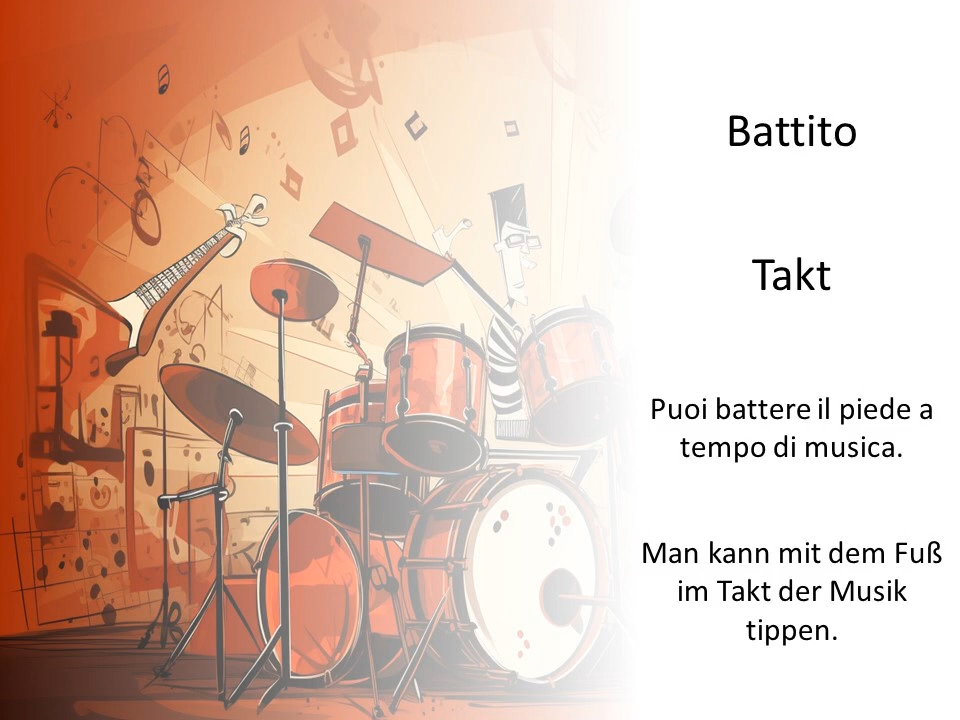 Battito
Takt
Puoi battere il piede a
tempo di musica.
Man kann mit dem Fuß
im Takt der Musik
tippen.